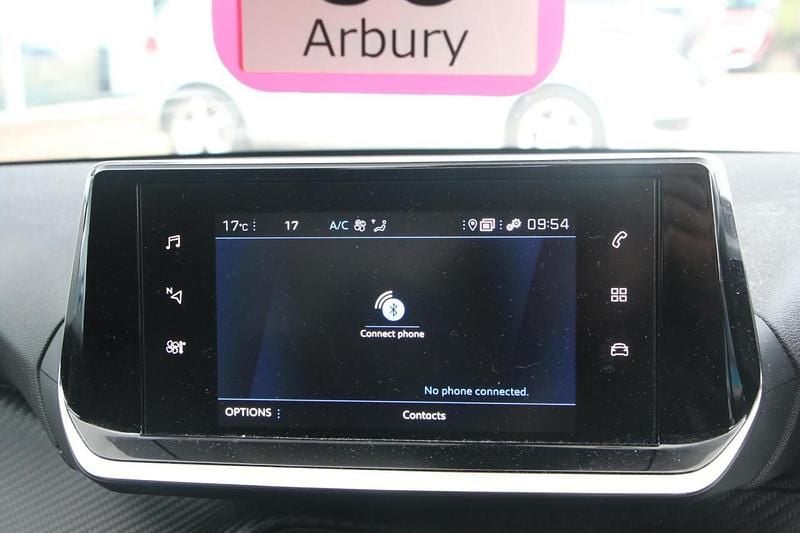 Arbury
17°C 17 A/C 09:54
N
Connect phone
No phone connected.
OPTIONS Contacts